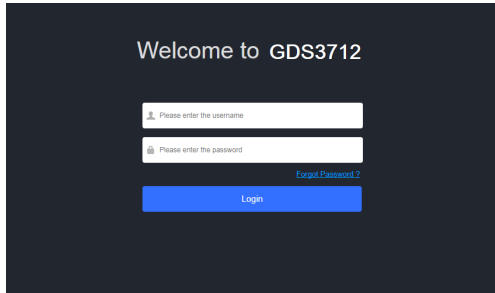 Welcome to GDS3712
Please enter the username
Please enter the password
Forgot Password ?
Login